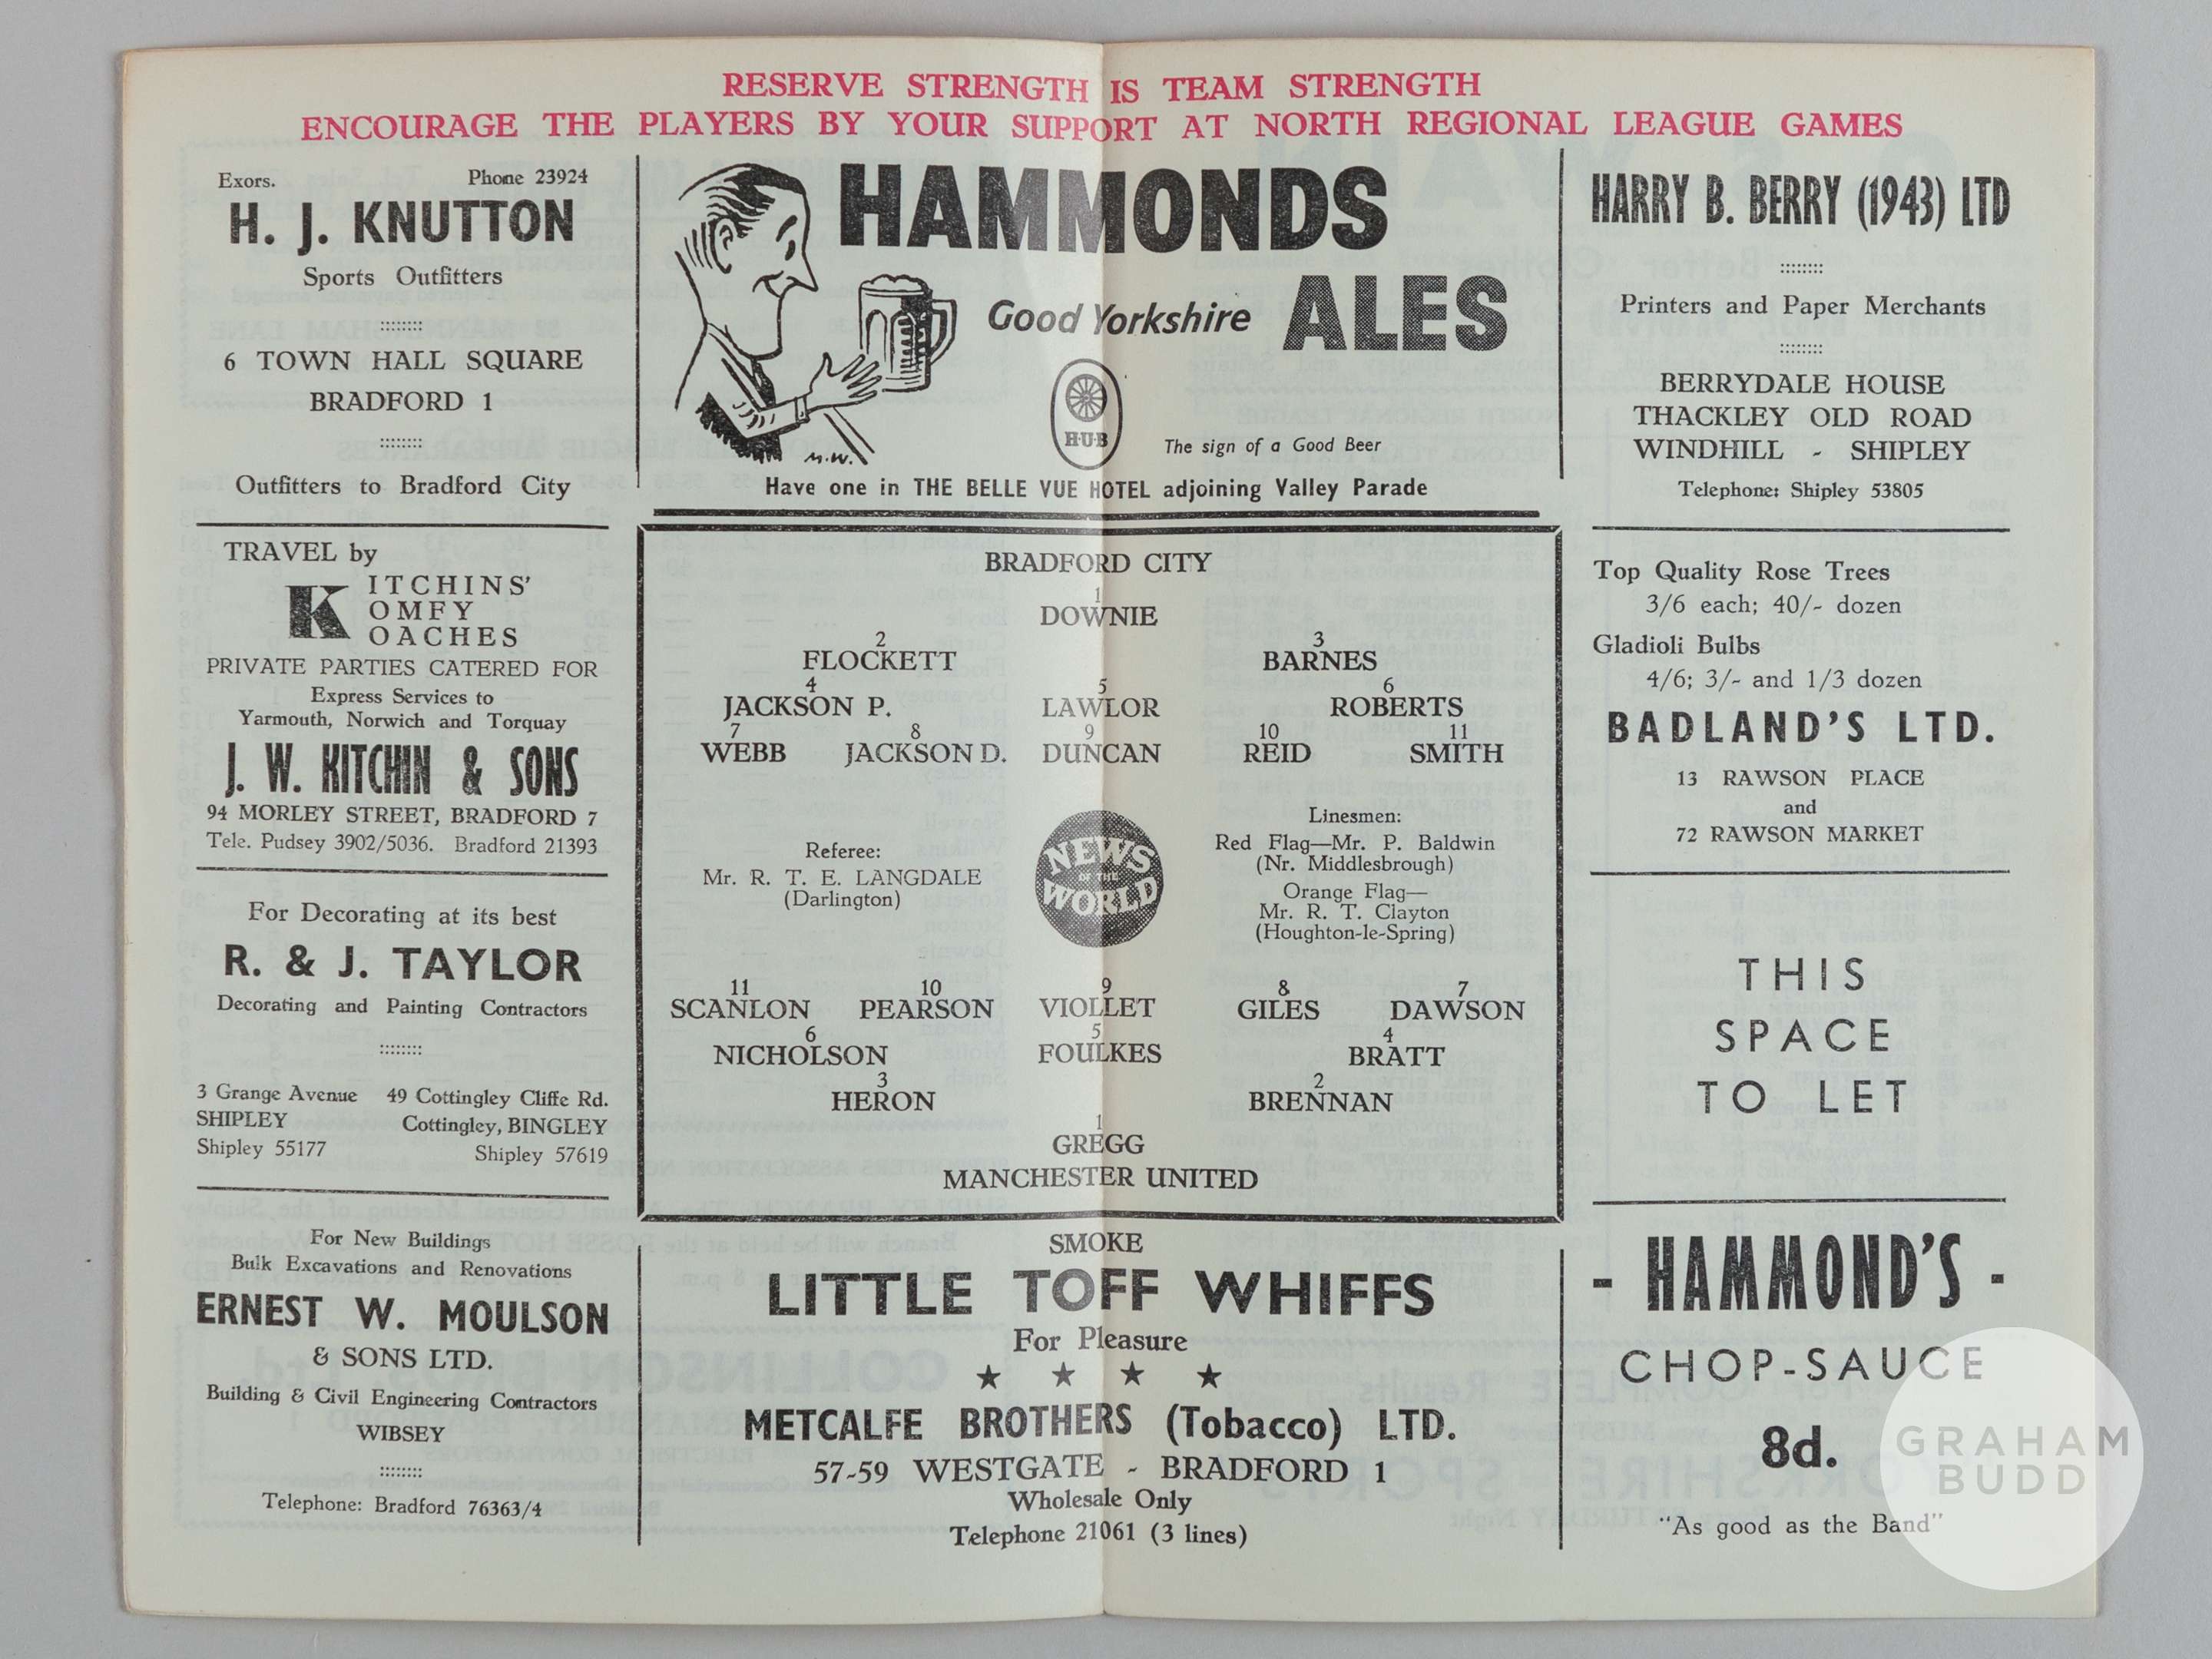 RESERVE STRENGTH IS TEAM STRENGTH
ENCOURAGE THE PLAYERS BY YOUR SUPPORT AT NORTH REGIONAL LEAGUE GAMES
Exors. Phone 23924
H. J. KNUTTON
Sports Outfitters
6 TOWN HALL SQUARE
BRADFORD 1
Outfitters to Bradford City
TRAVEL by
KITCHINS'
KOMFY
KOACHES
PRIVATE PARTIES CATERED FOR
Express Services to
Yarmouth, Norwich and Torquay
J. W. KITCHIN & SONS
94 MORLEY STREET, BRADFORD 7
Tele. Pudsey 3902/5036. Bradford 21393
For Decorating at its best
R. & J. TAYLOR
Decorating and Painting Contractors
3 Grange Avenue
SHIPLEY
Shipley 55177
49 Cottingley Cliffe Rd.
Cottingley, BINGLEY
Shipley 57619
For New Buildings
Bulk Excavations and Renovations
ERNEST W. MOULSON
& SONS LTD.
Building & Civil Engineering Contractors
WIBSEY
Telephone: Bradford 76363/4
HAMMONDS
Good Yorkshire ALES
H·U·B
The sign of a Good Beer
M.W.
Have one in THE BELLE VUE HOTEL adjoining Valley Parade
BRADFORD CITY
1
DOWNIE
2 3
FLOCKETT BARNES
4 5 6
JACKSON P. LAWLOR ROBERTS
7 8 9 10 11
WEBB JACKSON D. DUNCAN REID SMITH
Referee:
Mr. R. T. E. LANGDALE
(Darlington)
NEWS
OF THE
WORLD
Linesmen:
Red Flag—Mr. P. Baldwin
(Nr. Middlesbrough)
Orange Flag—
Mr. R. T. Clayton
(Houghton-le-Spring)
11 10 9 8 7
SCANLON PEARSON VIOLLET GILES DAWSON
6 5 4
NICHOLSON FOULKES BRATT
3 2
HERON BRENNAN
1
GREGG
MANCHESTER UNITED
SMOKE
LITTLE TOFF WHIFFS
For Pleasure
METCALFE BROTHERS (Tobacco) LTD.
57-59 WESTGATE - BRADFORD 1
Wholesale Only
Telephone 21061 (3 lines)
HARRY B. BERRY (1943) LTD
Printers and Paper Merchants
BERRYDALE HOUSE
THACKLEY OLD ROAD
WINDHILL - SHIPLEY
Telephone: Shipley 53805
Top Quality Rose Trees
3/6 each; 40/- dozen
Gladioli Bulbs
4/6; 3/- and 1/3 dozen
BADLAND'S LTD.
13 RAWSON PLACE
and
72 RAWSON MARKET
THIS
SPACE
TO LET
- HAMMOND'S -
CHOP-SAUCE
8d.
"As good as the Band"
GRAHAM
BUDD